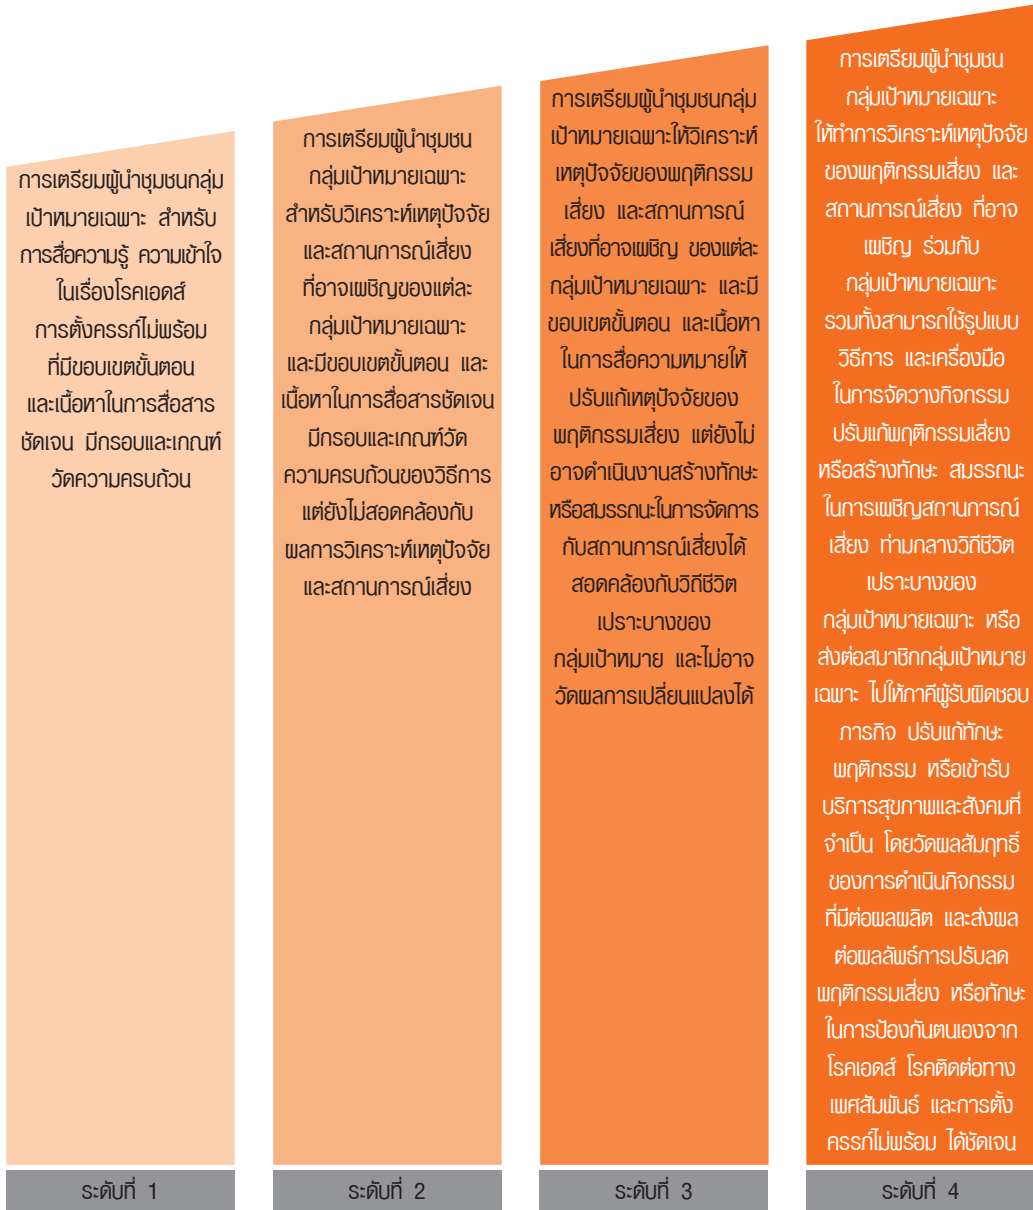 การเตรียมผู้นำชุมชนกลุ่ม
เป้าหมายเฉพาะ สำหรับ
การสื่อความรู้ ความเข้าใจ
ในเรื่องโรคเอดส์
การตั้งครรภ์ไม่พร้อม
ที่มีขอบเขตขั้นตอน
และเนื้อหาในการสื่อสาร
ชัดเจน มีกรอบและเกณฑ์
วัดความครบถ้วน
ระดับที่ 1
การเตรียมผู้นำชุมชน
กลุ่มเป้าหมายเฉพาะ
สำหรับวิเคราะห์เหตุปัจจัย
และสถานการณ์เสี่ยง
ที่อาจเผชิญของแต่ละ
กลุ่มเป้าหมายเฉพาะ
และมีขอบเขตขั้นตอน และ
เนื้อหาในการสื่อสารชัดเจน
มีกรอบและเกณฑ์วัด
ความครบถ้วนของวิธีการ
แต่ยังไม่สอดคล้องกับ
ผลการวิเคราะห์เหตุปัจจัย
และสถานการณ์เสี่ยง
ระดับที่ 2
การเตรียมผู้นำชุมชนกลุ่ม
เป้าหมายเฉพาะให้วิเคราะห์
เหตุปัจจัยของพฤติกรรม
เสี่ยง และสถานการณ์
เสี่ยงที่อาจเผชิญ ของแต่ละ
กลุ่มเป้าหมายเฉพาะ และมี
ขอบเขตขั้นตอน และเนื้อหา
ในการสื่อความหมายให้
ปรับแก้เหตุปัจจัยของ
พฤติกรรมเสี่ยง แต่ยังไม่
อาจดำเนินงานสร้างทักษะ
หรือสมรรถนะในการจัดการ
กับสถานการณ์เสี่ยงได้
สอดคล้องกับวิถีชีวิต
เปราะบางของ
กลุ่มเป้าหมาย และไม่อาจ
วัดผลการเปลี่ยนแปลงได้
ระดับที่ 3
การเตรียมผู้นำชุมชน
กลุ่มเป้าหมายเฉพาะ
ให้ทำการวิเคราะห์เหตุปัจจัย
ของพฤติกรรมเสี่ยง และ
สถานการณ์เสี่ยง ที่อาจ
เผชิญ ร่วมกับ
กลุ่มเป้าหมายเฉพาะ
รวมทั้งสามารถใช้รูปแบบ
วิธีการ และเครื่องมือ
ในการจัดวางกิจกรรม
ปรับแก้พฤติกรรมเสี่ยง
หรือสร้างทักษะ สมรรถนะ
ในการเผชิญสถานการณ์
เสี่ยง ท่ามกลางวิถีชีวิต
เปราะบางของ
กลุ่มเป้าหมายเฉพาะ หรือ
ส่งต่อสมาชิกกลุ่มเป้าหมาย
เฉพาะ ไปให้ภาคีผู้รับผิดชอบ
ภารกิจ ปรับแก้ทักษะ
พฤติกรรม หรือเข้ารับ
บริการสุขภาพและสังคมที่
จำเป็น โดยวัดผลสัมฤทธิ์
ของการดำเนินกิจกรรม
ที่มีต่อผลผลิต และส่งผล
ต่อผลลัพธ์การปรับลด
พฤติกรรมเสี่ยง หรือทักษะ
ในการป้องกันตนเองจาก
โรคเอดส์ โรคติดต่อทาง
เพศสัมพันธ์ และการตั้ง
ครรภ์ไม่พร้อม ได้ชัดเจน
ระดับที่ 4